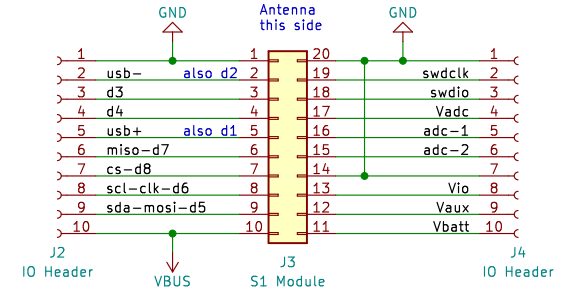 GND
Antenna
this side
GND
1 1 20 1
2 usb- also d2 2 19 swdclk 2
3 d3 3 18 swdio 3
4 d4 4 17 Vadc 4
5 usb+ also d1 5 16 adc-1 5
6 miso-d7 6 15 adc-2 6
7 cs-d8 7 14 7
8 scl-clk-d6 8 13 Vio 8
9 sda-mosi-d5 9 12 Vaux 9
10 10 11 Vbatt 10
J2
IO Header
VBUS
J3
S1 Module
J4
IO Header